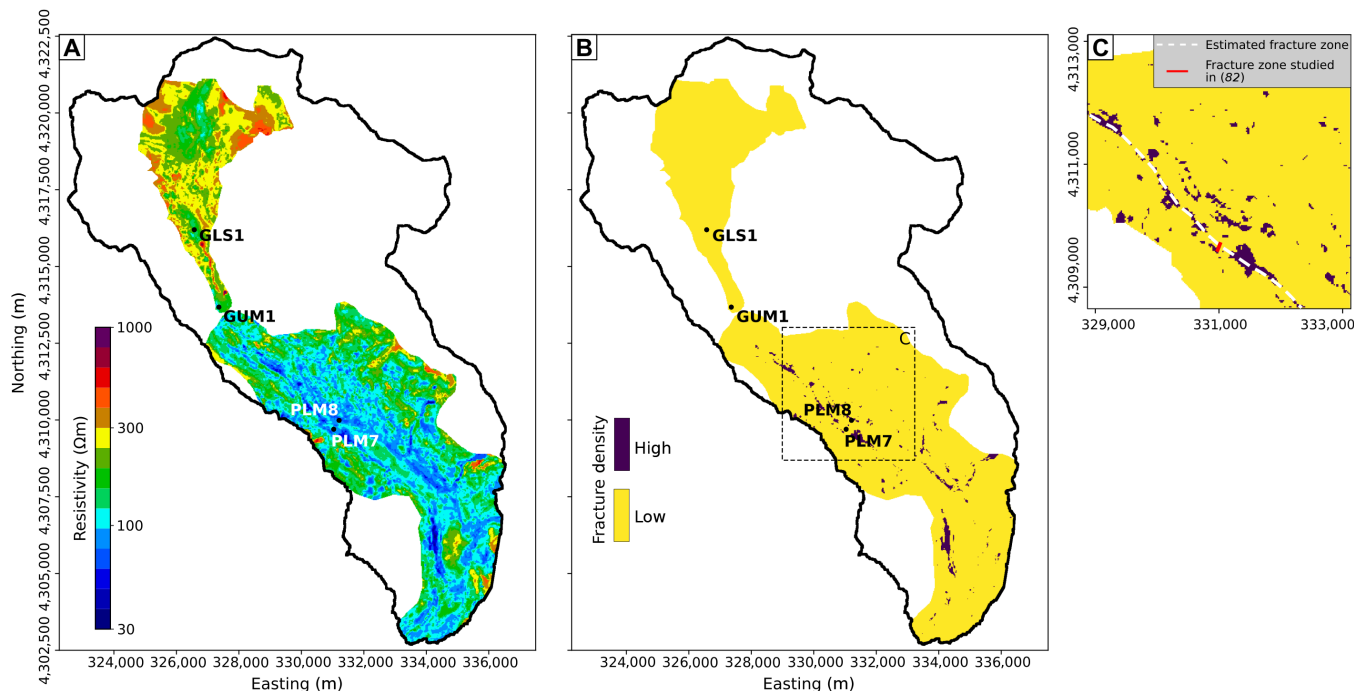 A
4,322,500
4,320,000
4,317,500
4,315,000
4,312,500
4,310,000
4,307,500
4,305,000
4,302,500
Northing (m)
GLS1
GUM1
PLM8
PLM7
Resistivity (Ωm)
1000
300
100
30
324,000 326,000 328,000 330,000 332,000 334,000 336,000
Easting (m)
B
GLS1
GUM1
C
PLM8
PLM7
Fracture density
High
Low
324,000 326,000 328,000 330,000 332,000 334,000 336,000
Easting (m)
C
Estimated fracture zone
Fracture zone studied
in (82)
4,313,000
4,311,000
4,309,000
329,000 331,000 333,000